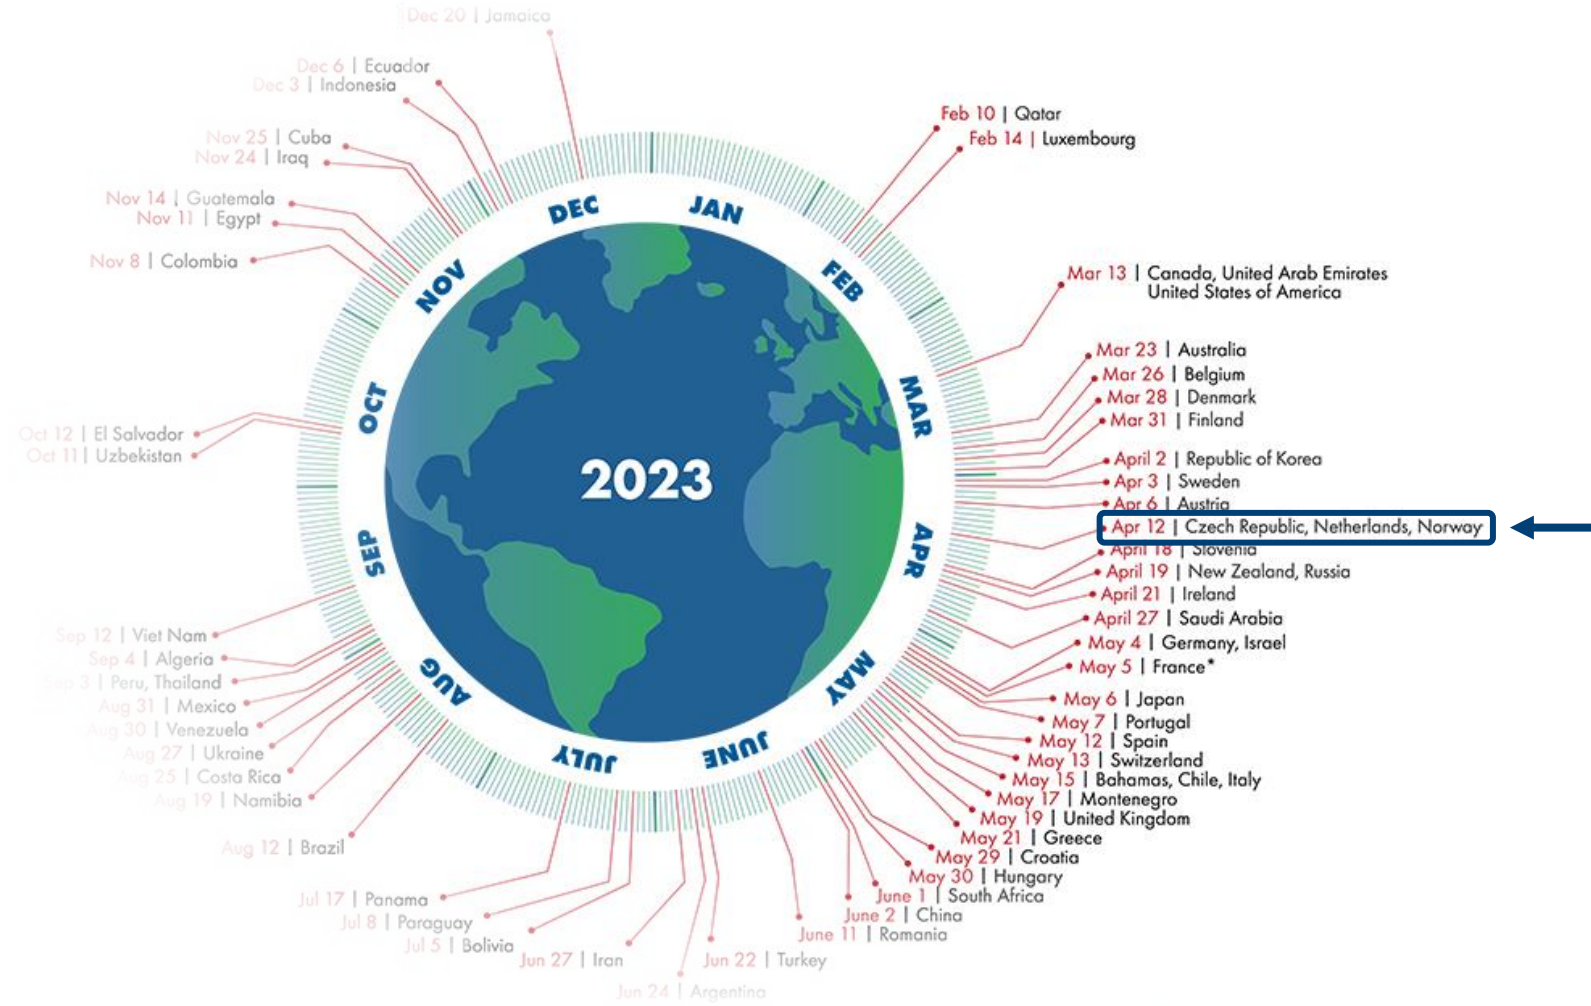 Dec 20 | Jamaica
Dec 6 | Ecuador
Dec 3 | Indonesia
Nov 25 | Cuba
Nov 24 | Iraq
Nov 14 | Guatemala
Nov 11 | Egypt
Nov 8 | Colombia
Oct 12 | El Salvador
Oct 11| Uzbekistan
Sep 12 | Viet Nam
Sep 4 | Algeria
Sep 3 | Peru, Thailand
Aug 31 | Mexico
Aug 30 | Venezuela
Aug 27 | Ukraine
Aug 25 | Costa Rica
Aug 19 | Namibia
Aug 12 | Brazil
Jul 17 | Panama
Jul 8 | Paraguay
Jul 5 | Bolivia
Jun 27 | Iran
Jun 24 | Argentina
Jun 22 | Turkey
DEC
JAN
NOV
FEB
OCT
MAR
2023
SEP
APR
AUG
MAY
JULY
JUNE
Feb 10 | Qatar
Feb 14 | Luxembourg
Mar 13 | Canada, United Arab Emirates
United States of America
Mar 23 | Australia
Mar 26 | Belgium
Mar 28 | Denmark
Mar 31 | Finland
April 2 | Republic of Korea
Apr 3 | Sweden
Apr 6 | Austria
Apr 12 | Czech Republic, Netherlands, Norway
April 18 | Slovenia
April 19 | New Zealand, Russia
April 21 | Ireland
April 27 | Saudi Arabia
May 4 | Germany, Israel
May 5 | France*
May 6 | Japan
May 7 | Portugal
May 12 | Spain
May 13 | Switzerland
May 15 | Bahamas, Chile, Italy
May 17 | Montenegro
May 19 | United Kingdom
May 21 | Greece
May 29 | Croatia
May 30 | Hungary
June 1 | South Africa
June 2 | China
June 11 | Romania